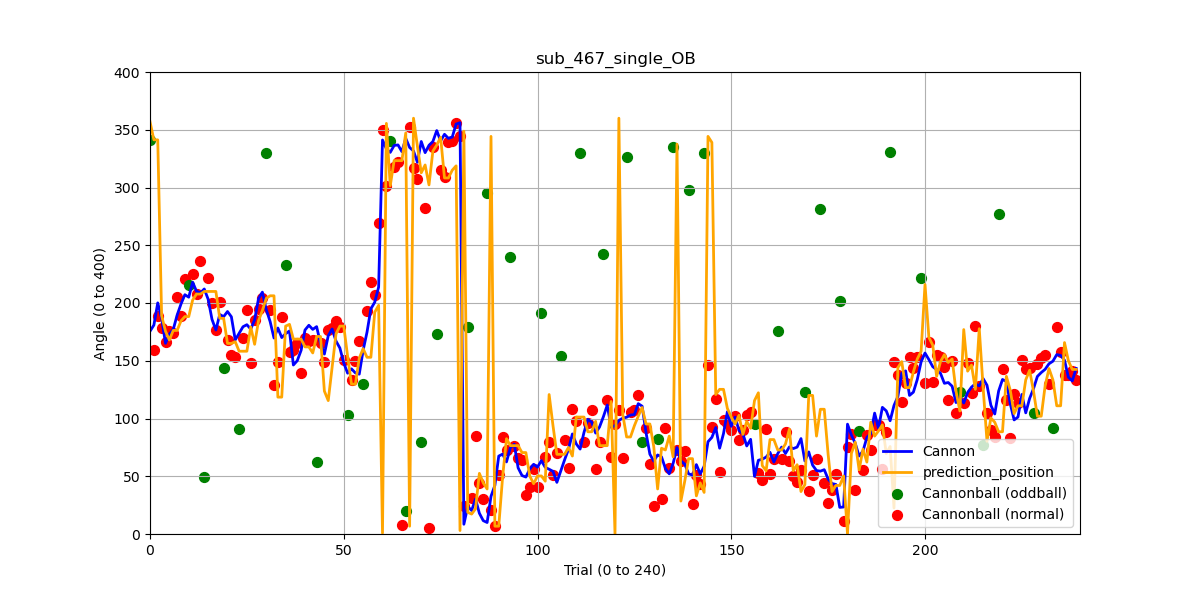 sub_467_single_OB
400
350
300
250
200
150
100
50
0
Angle (0 to 400)
0
50
100
150
200
Trial (0 to 240)
Cannon
prediction_position
Cannonball (oddball)
Cannonball (normal)